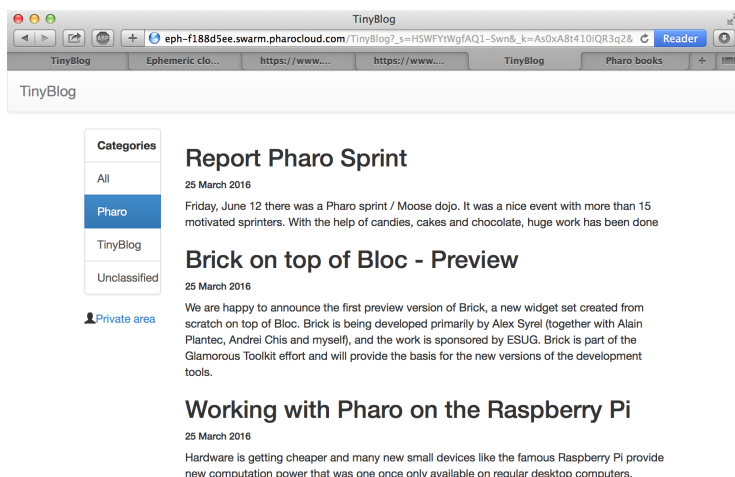 TinyBlog
ABP
eph-f188d5ee.swarm.pharocloud.com/TinyBlog?_s=HSWFYtWgfAQ1-Swn&_k=As0xA8t410iQR3q2&
Reader
TinyBlog Ephemeric clo... https://www.... https://www.... TinyBlog Pharo books
TinyBlog
Categories
All
Pharo
TinyBlog
Unclassified
Private area
Report Pharo Sprint
25 March 2016
Friday, June 12 there was a Pharo sprint / Moose dojo. It was a nice event with more than 15
motivated sprinters. With the help of candies, cakes and chocolate, huge work has been done
Brick on top of Bloc - Preview
25 March 2016
We are happy to announce the first preview version of Brick, a new widget set created from
scratch on top of Bloc. Brick is being developed primarily by Alex Syrel (together with Alain
Plantec, Andrei Chis and myself), and the work is sponsored by ESUG. Brick is part of the
Glamorous Toolkit effort and will provide the basis for the new versions of the development
tools.
Working with Pharo on the Raspberry Pi
25 March 2016
Hardware is getting cheaper and many new small devices like the famous Raspberry Pi provide
new computation power that was one once only available on regular desktop computers.